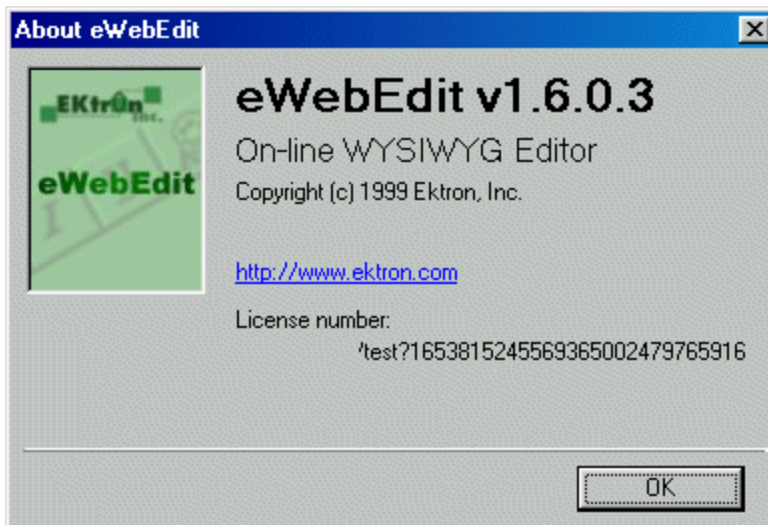 About eWebEdit
EKtrOn
Inc.
eWebEdit
eWebEdit v1.6.0.3
On-line WYSIWYG Editor
Copyright (c) 1999 Ektron, Inc.
http://www.ektron.com
License number:
'test?1653815245569365002479765916
OK